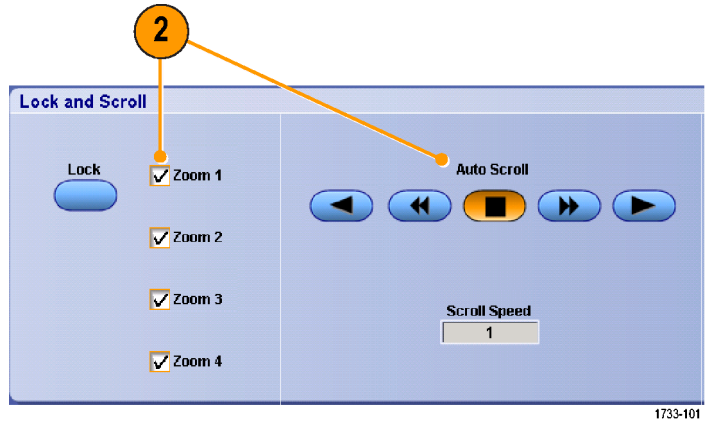 2
Lock and Scroll
Lock
Zoom 1
Zoom 2
Zoom 3
Zoom 4
Auto Scroll
Scroll Speed
1
1733-101